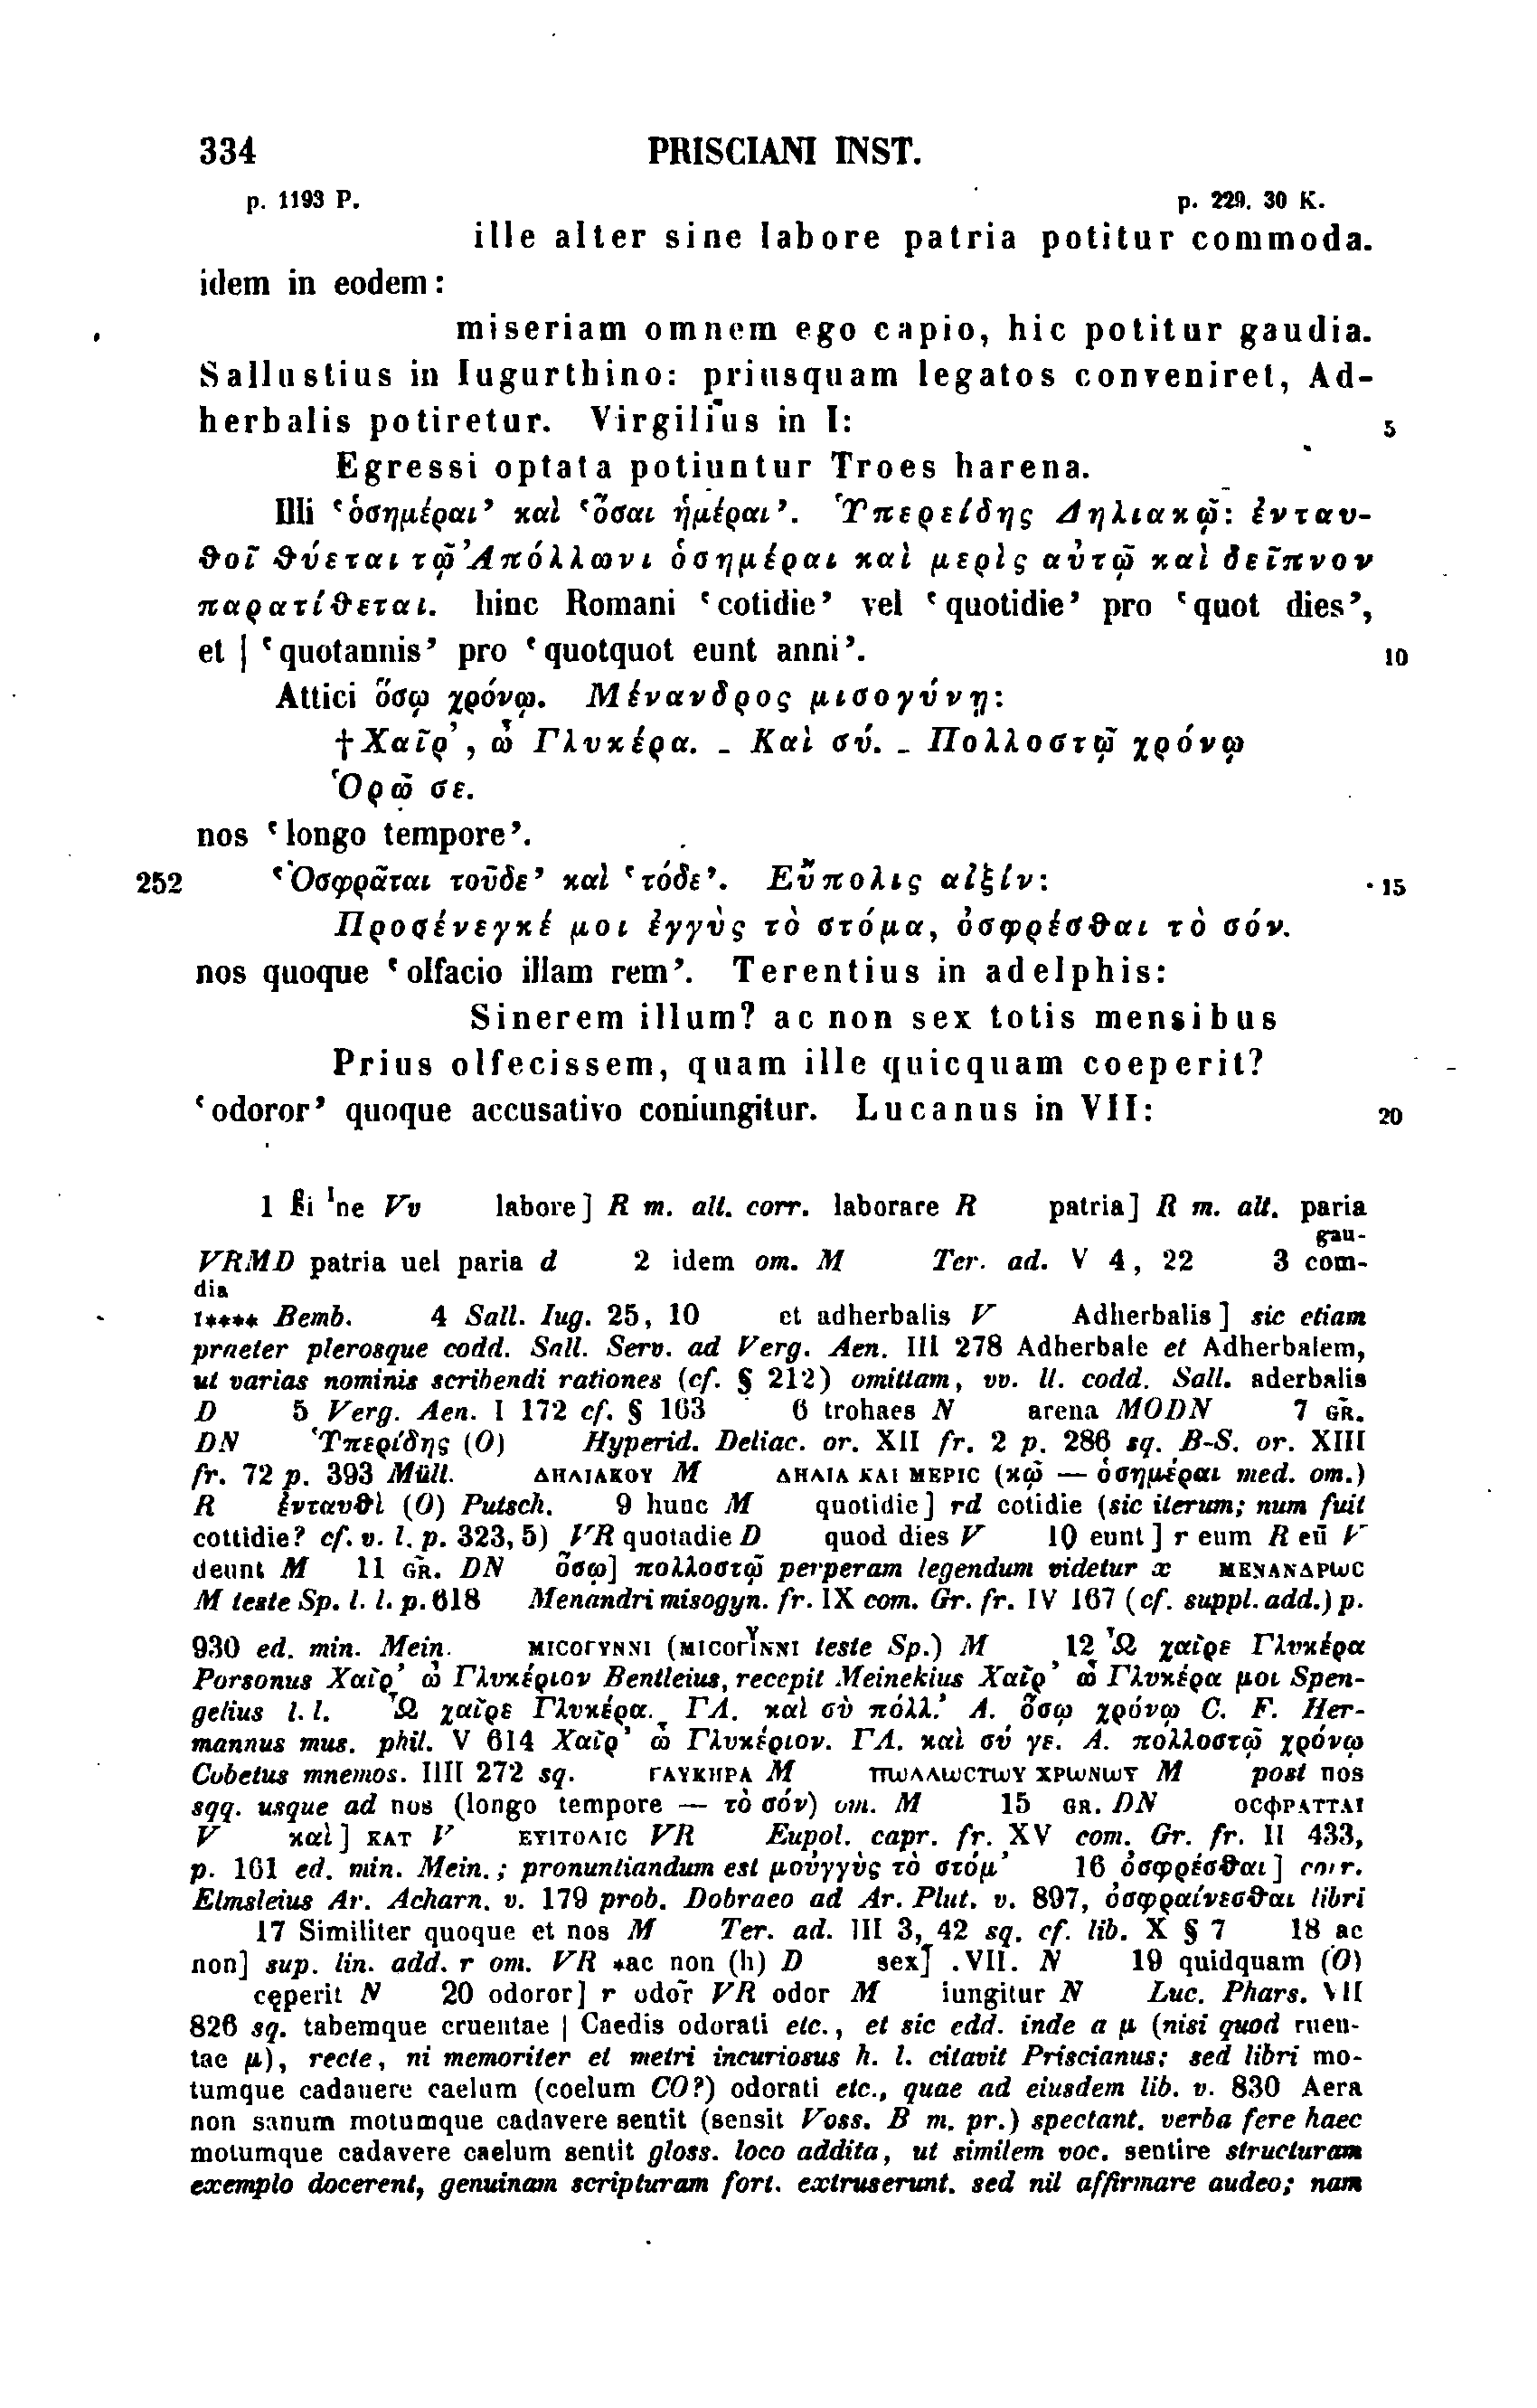 334 PRISCIANI INST.
p. 1193 P. p. 229. 30 K.
ille alter sine labore patria potitur commoda.
idem in eodem:
miseriam omnem ego capio, hic potitur gaudia.
Sallustius in Iugurthino: priusquam legatos conveniret, Ad-
herbalis potiretur. Virgilius in I: 5
Egressi optata potiuntur Troes harena.
Illi ‘ὁσημέραι’ καὶ ‘ὅσαι ἡμέραι’. Ὑπερείδης Δηλιακῷ: ἐνταυ-
θοῖ θύεται τῷ Ἀπόλλωνι ὁσημέραι καὶ μερὶς αὐτῷ καὶ δεῖπνον
παρατίθεται. hinc Romani ‘cotidie’ vel ‘quotidie’ pro ‘quot dies’,
et | ‘quotannis’ pro ‘quotquot eunt anni’. 10
Attici ὅσῳ χρόνῳ. Μένανδρος μισογύνῃ:
†Χαῖρ’, ὦ Γλυκέρα. _ Καὶ σύ. _ Πολλοστῷ χρόνῳ
Ὁρῶ σε.
nos ‘longo tempore’.
252 ‘Ὀσφρᾶται τοῦδε’ καὶ ‘τόδε’. Εὔπολις αἰξίν: 15
Προσένεγκέ μοι ἐγγὺς τὸ στόμα, ὀσφρέσθαι τὸ σόν.
nos quoque ‘olfacio illam rem’. Terentius in adelphis:
Sinerem illum? ac non sex totis mensibus
Prius olfecissem, quam ille quicquam coeperit?
‘odoror’ quoque accusativo coniungitur. Lucanus in VII: 20
1 ne Vv labore] R m. alt. corr. laborare R patria] R m. alt. paria
gau-
VRMD patria uel paria d 2 idem om. M Ter. ad. V 4, 22 3 com-
dia
r**** Bemb. 4 Sall. Iug. 25, 10 et adherbalis V Adherbalis] sic etiam
praeter plerosque codd. Sall. Serv. ad Verg. Aen. III 278 Adherbale et Adherbalem,
ut varias nominis scribendi rationes (cf. § 212) omittam, vv. ll. codd. Sall. aderbalis
D 5 Verg. Aen. I 172 cf. § 163 6 trohaes N arena MODN 7 GR.
DN Ὑπερίδης (O) Hyperid. Deliac. or. XII fr. 2 p. 286 sq. B-S. or. XIII
fr. 72 p. 393 Müll. ΔΗΛΙΑΚΟΥ M ΔΗΛΙΑ ΚΑΙ ΜΕΡΙC (κῷ — ὁσημέραι med. om.)
R ἐνταυθὶ (O) Putsch. 9 hunc M quotidie] rd cotidie (sic iterum; num fuit
cottidie? cf. v. l. p. 323, 5) VR quotadie D quod dies V 10 eunt] r eum R eū V
deunt M 11 GR. DN ὅσῳ] πολλοστῷ perperam legendum videtur x ΜΕΝΑΝΔΡWC
M teste Sp. l. l. p. 618 Menandri misogyn. fr. IX com. Gr. fr. IV 167 (cf. suppl. add.) p.
930 ed. min. Mein. ΜΙCΟΓΥΝΝΙ (teste Sp.) M 12 Ὦ χαῖρε Γλυκέρα
Porsonus Χαῖρ’ ὦ Γλυκέριον Bentleius, recepit Meinekius Χαῖρ’ ὦ Γλυκέρα μοι Spen-
gelius l. l. Ὦ χαῖρε Γλυκέρα. ΓΛ. καὶ σὺ πόλλ.’ Α. ὅσῳ χρόνῳ C. F. Her-
mannus mus. phil. V 614 Χαῖρ’ ὦ Γλυκέριον. ΓΛ. καὶ σύ γε. Α. πολλοστῷ χρόνῳ
Cobetus mnemos. IIII 272 sq. ΓΛΥΚΗΡΑ M ΠWΛΛWCΤWΥ ΧΡWΝWΥ M post nos
sqq. usque ad nos (longo tempore — τὸ σόν) om. M 15 GR. DN ΟCΦΡΑΤΤΑΙ
V καὶ] ΚΑΤ V ΕΥΙΤΟΛΙC VR Eupol. capr. fr. XV com. Gr. fr. II 433,
p. 161 ed. min. Mein.; pronuntiandum est μοὐγγὺς τὸ στόμ’ 16 ὀσφρέσθαι] corr.
Elmsleius Ar. Acharn. v. 179 prob. Dobraeo ad Ar. Plut. v. 897, ὀσφραίνεσθαι libri
17 Similiter quoque et nos M Ter. ad. III 3, 42 sq. cf. lib. X § 7 18 ac
non] sup. lin. add. r om. VR *ac non (h) D sex] .VII. N 19 quidquam (O)
cęperit N 20 odoror] r odor̄ VR odor M iungitur N Luc. Phars. VII
826 sq. tabemque cruentae | Caedis odorati etc., et sic edd. inde a μ (nisi quod ruen-
tae μ), recte, ni memoriter et metri incuriosus h. l. citavit Priscianus: sed libri mo-
tumque cadauere caelum (coelum CO?) odorati etc., quae ad eiusdem lib. v. 830 Aera
non sanum motumque cadavere sentit (sensit Voss. B m. pr.) spectant. verba fere haec
motumque cadavere caelum sentit gloss. loco addita, ut similem voc. sentire structuram
exemplo docerent, genuinam scripturam fort. extruserunt. sed nil affirmare audeo; nam